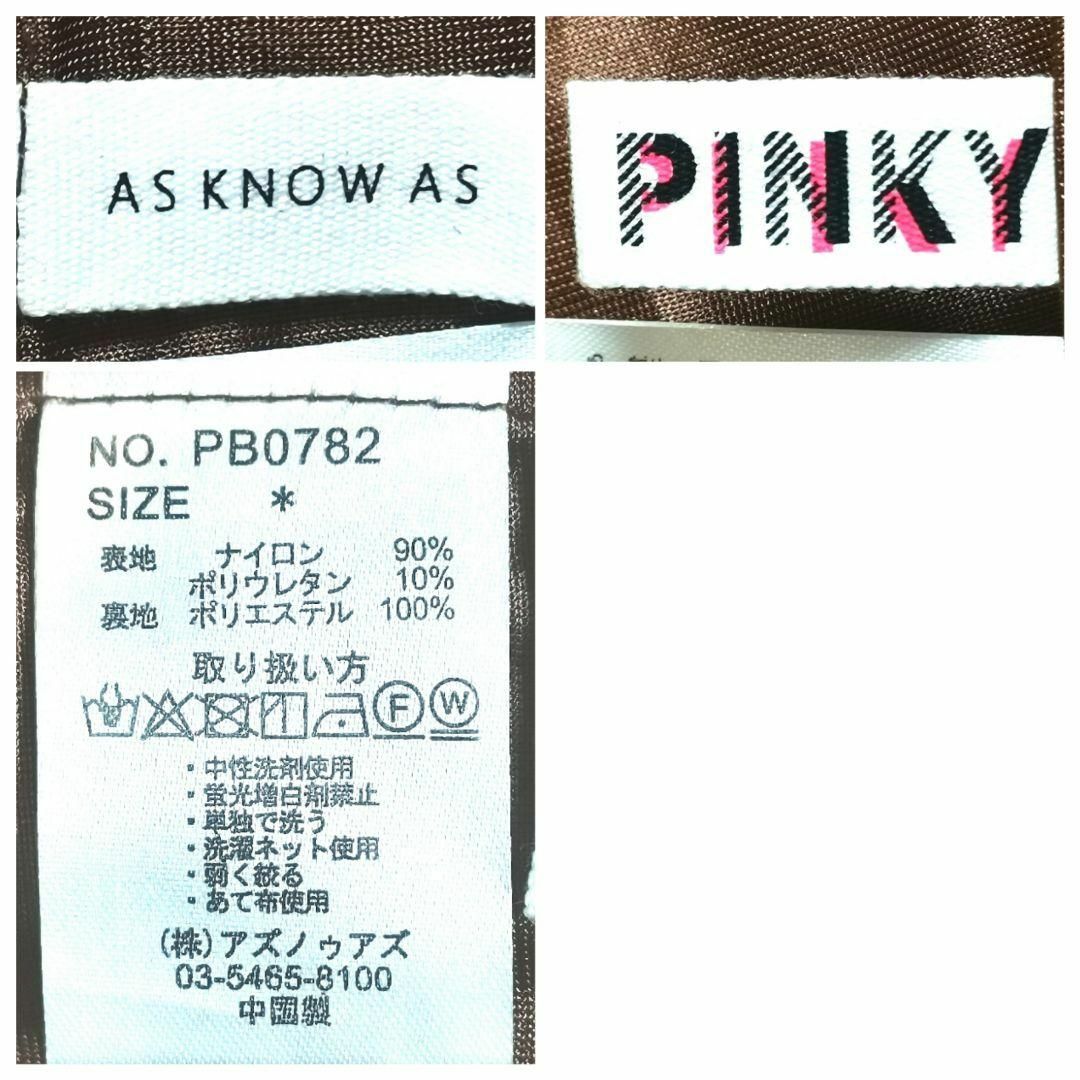 AS KNOW AS
PINKY
NO. PB0782
SIZE *
表地 ナイロン 90%
ポリウレタン 10%
裏地 ポリエステル 100%
取り扱い方
F W
・中性洗剤使用
・蛍光増白剤禁止
・単独で洗う
・洗濯ネット使用
・弱く絞る
・あて布使用
(株)アズノゥアズ
03-5465-8100
中国製